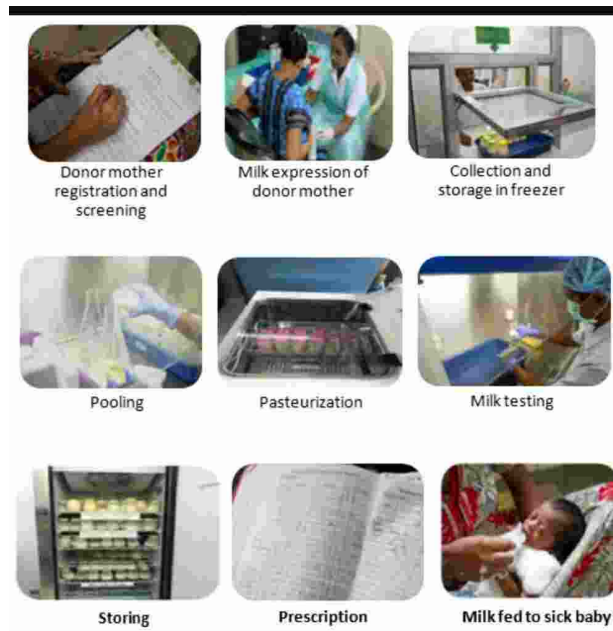 Donor mother
registration and
screening
Milk expression of
donor mother
Collection and
storage in freezer
Pooling
Pasteurization
Milk testing
Storing
Prescription
Milk fed to sick baby